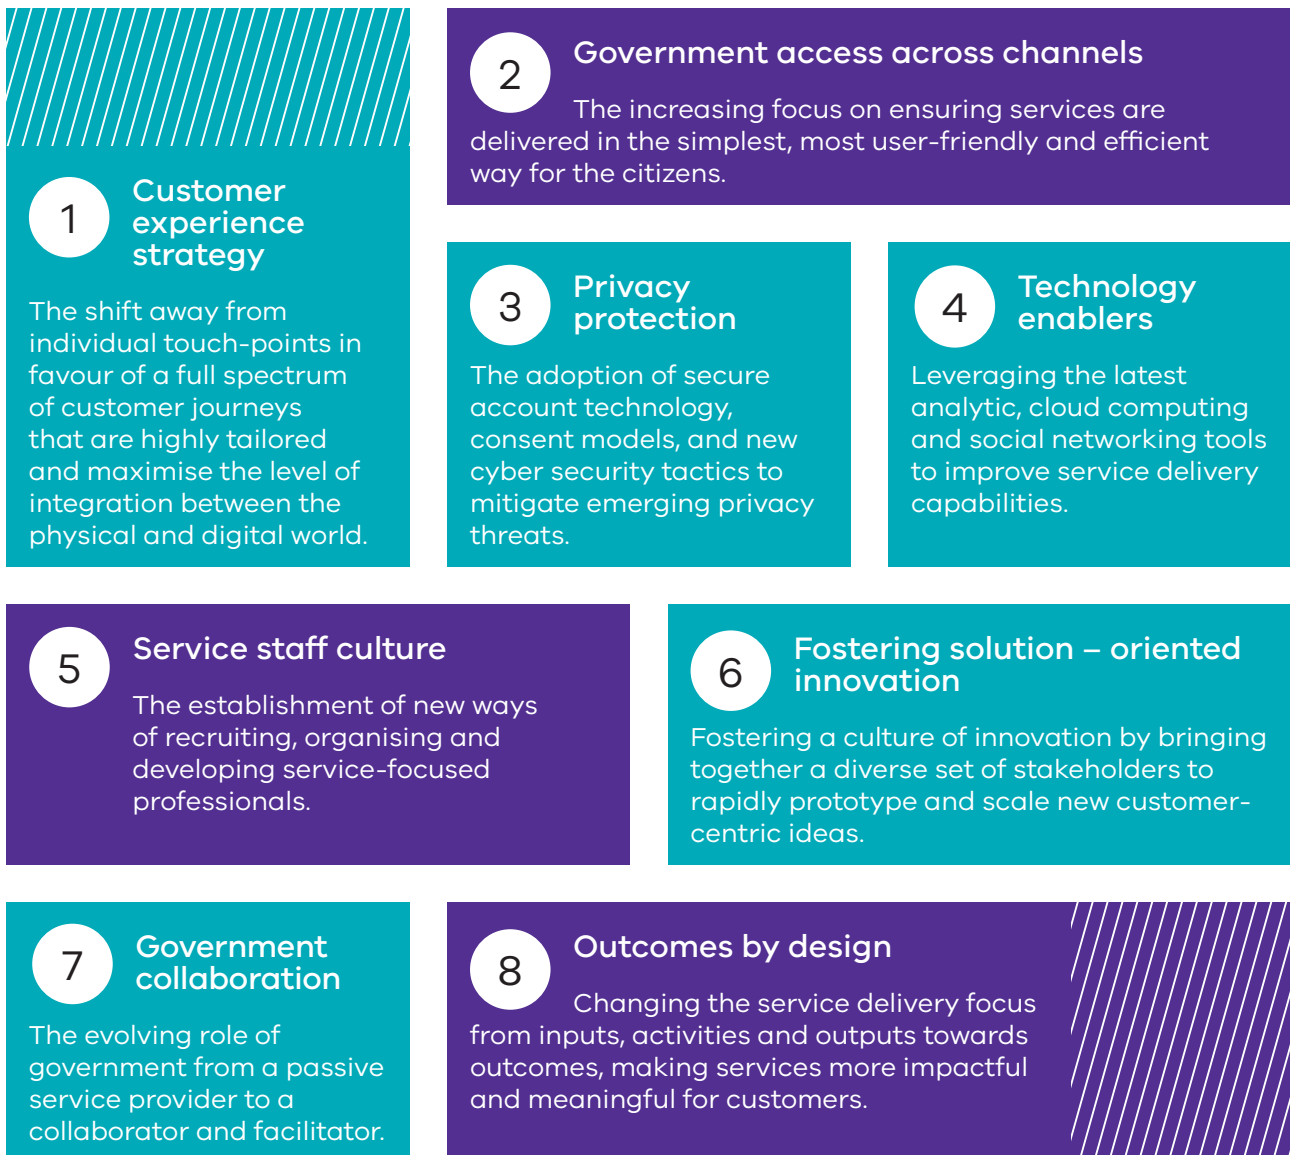 1
Customer
experience
strategy
The shift away from
individual touch-points in
favour of a full spectrum
of customer journeys
that are highly tailored
and maximise the level of
integration between the
physical and digital world.
2
Government access across channels
The increasing focus on ensuring services are
delivered in the simplest, most user-friendly and efficient
way for the citizens.
3
Privacy
protection
The adoption of secure
account technology,
consent models, and new
cyber security tactics to
mitigate emerging privacy
threats.
4
Technology
enablers
Leveraging the latest
analytic, cloud computing
and social networking tools
to improve service delivery
capabilities.
5
Service staff culture
The establishment of new ways
of recruiting, organising and
developing service-focused
professionals.
6
Fostering solution – oriented
innovation
Fostering a culture of innovation by bringing
together a diverse set of stakeholders to
rapidly prototype and scale new customer-
centric ideas.
7
Government
collaboration
The evolving role of
government from a passive
service provider to a
collaborator and facilitator.
8
Outcomes by design
Changing the service delivery focus
from inputs, activities and outputs towards
outcomes, making services more impactful
and meaningful for customers.